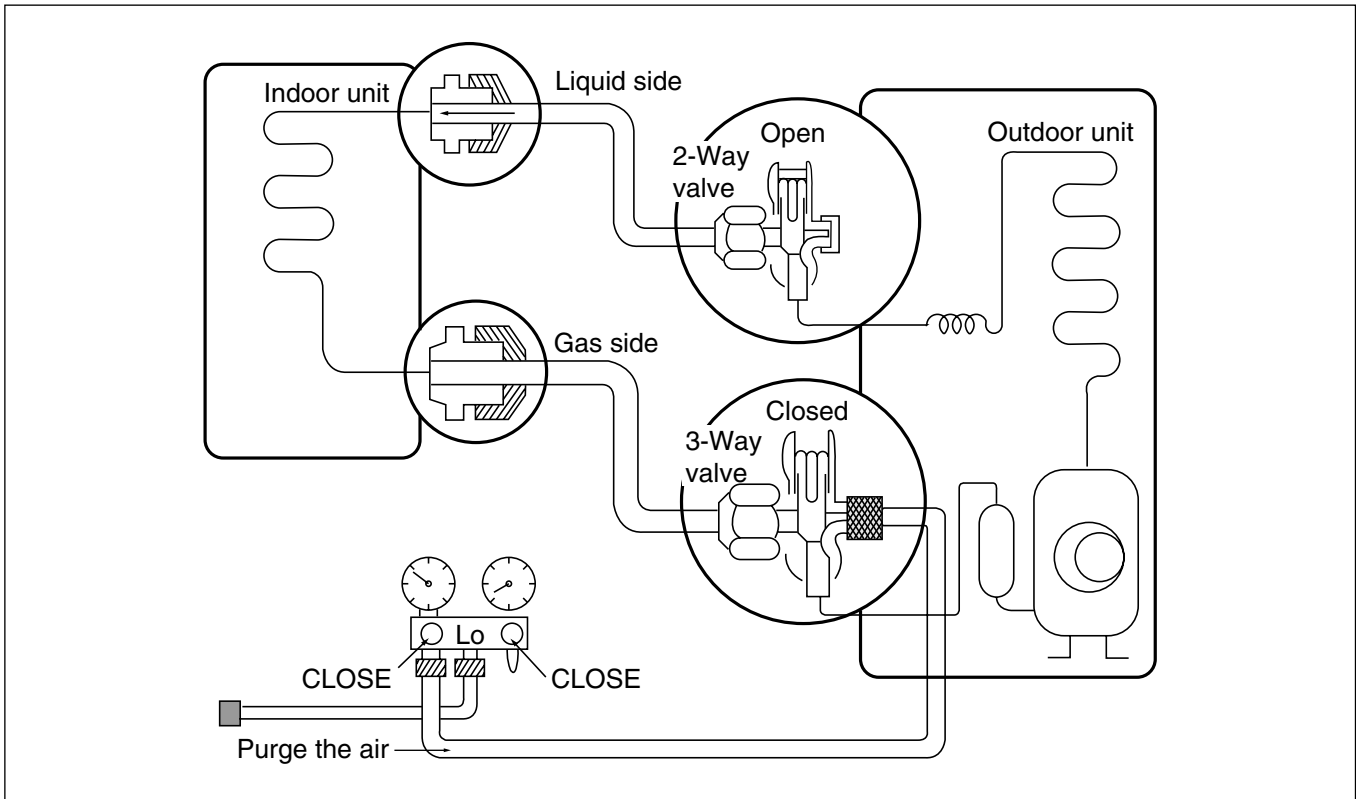 Indoor unit
Liquid side
Open
2-Way
valve
Outdoor unit
Gas side
Closed
3-Way
valve
Lo
CLOSE
CLOSE
Purge the air